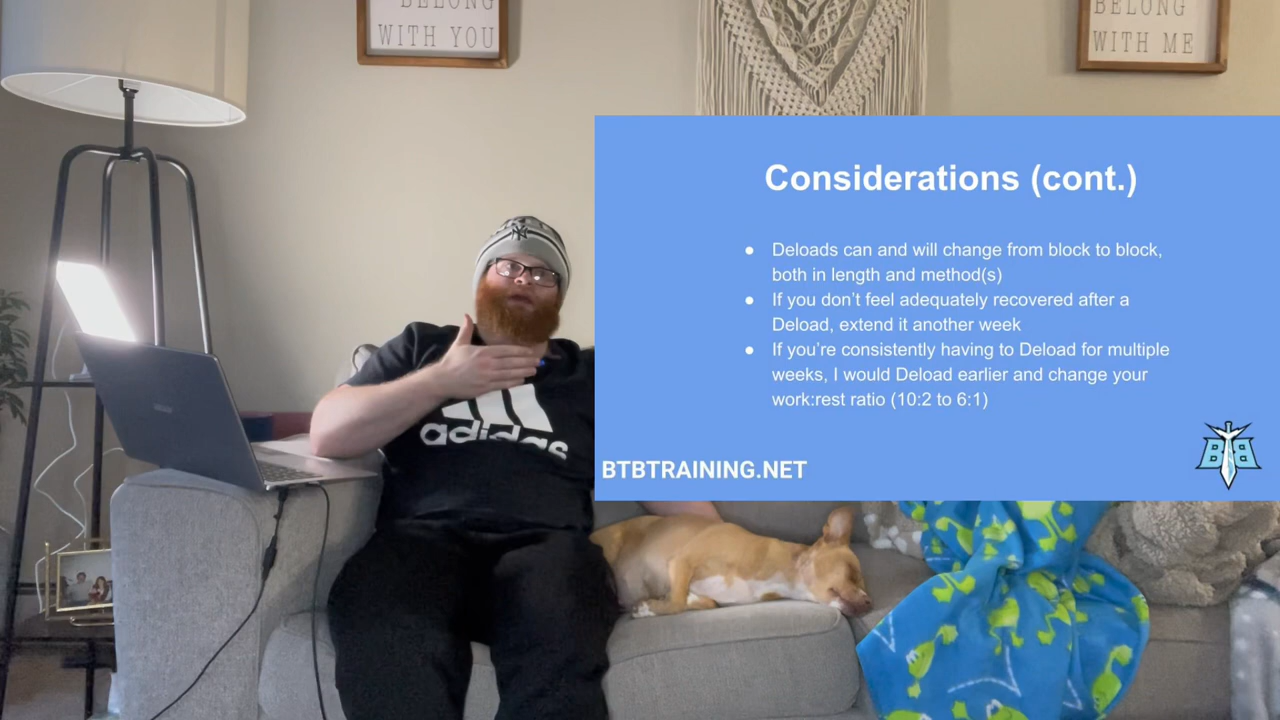 BELONG
WITH YOU
BELONG
WITH ME
Considerations (cont.)
● Deloads can and will change from block to block,
both in length and method(s)
● If you don’t feel adequately recovered after a
Deload, extend it another week
● If you’re consistently having to Deload for multiple
weeks, I would Deload earlier and change your
work:rest ratio (10:2 to 6:1)
BTBTRAINING.NET
BTB
adidas
NY